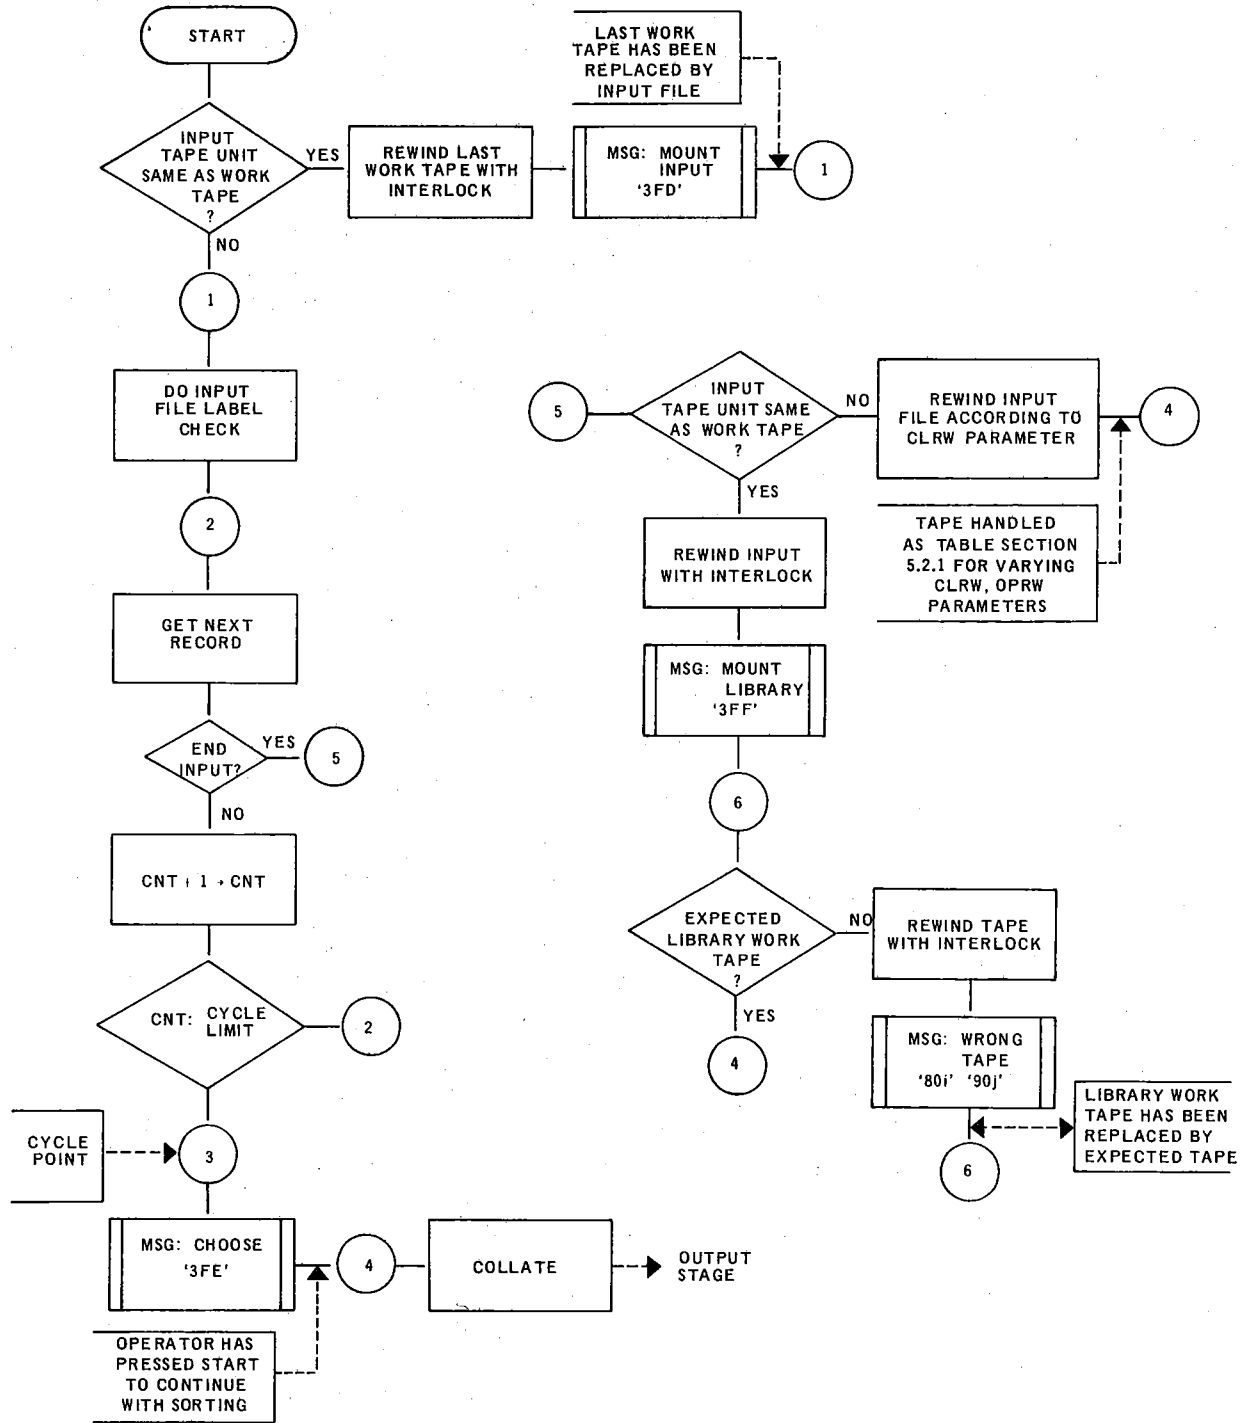 START
INPUT
TAPE UNIT
SAME AS WORK
TAPE
?
YES
NO
REWIND LAST
WORK TAPE WITH
INTERLOCK
MSG: MOUNT
INPUT
'3FD'
LAST WORK
TAPE HAS BEEN
REPLACED BY
INPUT FILE
1
1
DO INPUT
FILE LABEL
CHECK
2
GET NEXT
RECORD
END
INPUT?
YES
5
NO
CNT + 1 → CNT
CNT: CYCLE
LIMIT
2
CYCLE
POINT
3
MSG: CHOOSE
'3FE'
OPERATOR HAS
PRESSED START
TO CONTINUE
WITH SORTING
4
COLLATE
OUTPUT
STAGE
5
INPUT
TAPE UNIT SAME
AS WORK TAPE
?
NO
REWIND INPUT
FILE ACCORDING TO
CLRW PARAMETER
4
TAPE HANDLED
AS TABLE SECTION
5.2.1 FOR VARYING
CLRW, OPRW
PARAMETERS
YES
REWIND INPUT
WITH INTERLOCK
MSG: MOUNT
LIBRARY
'3FF'
6
EXPECTED
LIBRARY WORK
TAPE
?
NO
REWIND TAPE
WITH INTERLOCK
YES
4
MSG: WRONG
TAPE
'80i' '90j'
LIBRARY WORK
TAPE HAS BEEN
REPLACED BY
EXPECTED TAPE
6